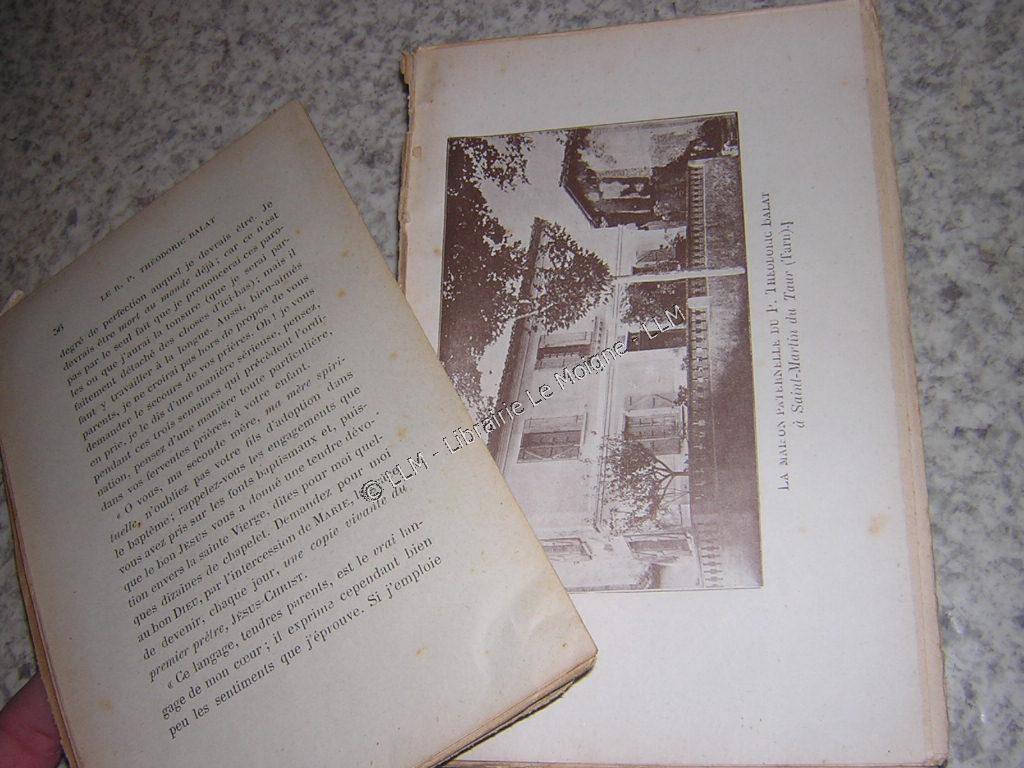 56
LE R. P. THÉODRIC BALAT
degré de perfection auquel je devrais être. Je
devrais être mort au monde déjà; car ce n'est
pas par le seul fait que je prononcerai ces paro-
les ou que j'aurai la tonsure que je serai par-
faitement détaché des choses d'ici-bas; mais il
faut y travailler à la longue. Aussi, bien-aimés
parents, je ne croirai pas hors de propos de vous
demander le secours de vos prières. Oh! je vous
en prie, je le dis d'une manière sérieuse, pensez,
pendant ces trois semaines qui précèdent l'ordi-
nation, pensez d'une manière toute particulière,
dans vos ferventes prières, à votre enfant.
« O vous, ma seconde mère, ma mère spiri-
tuelle, n'oubliez pas votre fils d'adoption dans
le baptême; rappelez-vous les engagements que
vous avez pris sur les fonts baptismaux et, puis-
que le bon JÉSUS vous a donné une tendre dévo-
tion envers la sainte Vierge, dites pour moi quel-
ques dizaines de chapelet. Demandez pour moi
au bon DIEU, par l'intercession de MARIE,
de devenir, chaque jour, une copie vivante du
premier prêtre, JÉSUS-CHRIST.
« Ce langage, tendres parents, est le vrai lan-
gage de mon cœur; il exprime cependant bien
peu les sentiments que j'éprouve. Si j'emploie
LA MAISON PATERNELLE DU P. THÉODORIC BALAT
à Saint-Martin du Taur (Tarn).
© LLM - Librairie Le Moigne - LLM